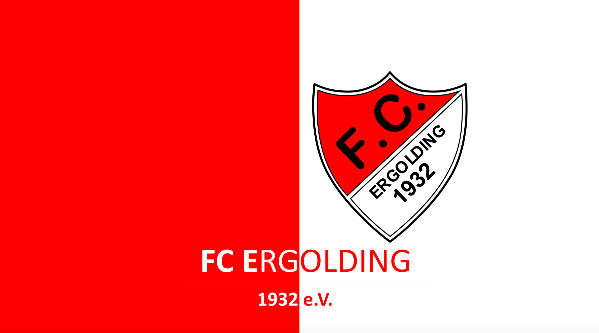 F.C.
ERGOLDING
1932
FC ERGOLDING
1932 e.V.